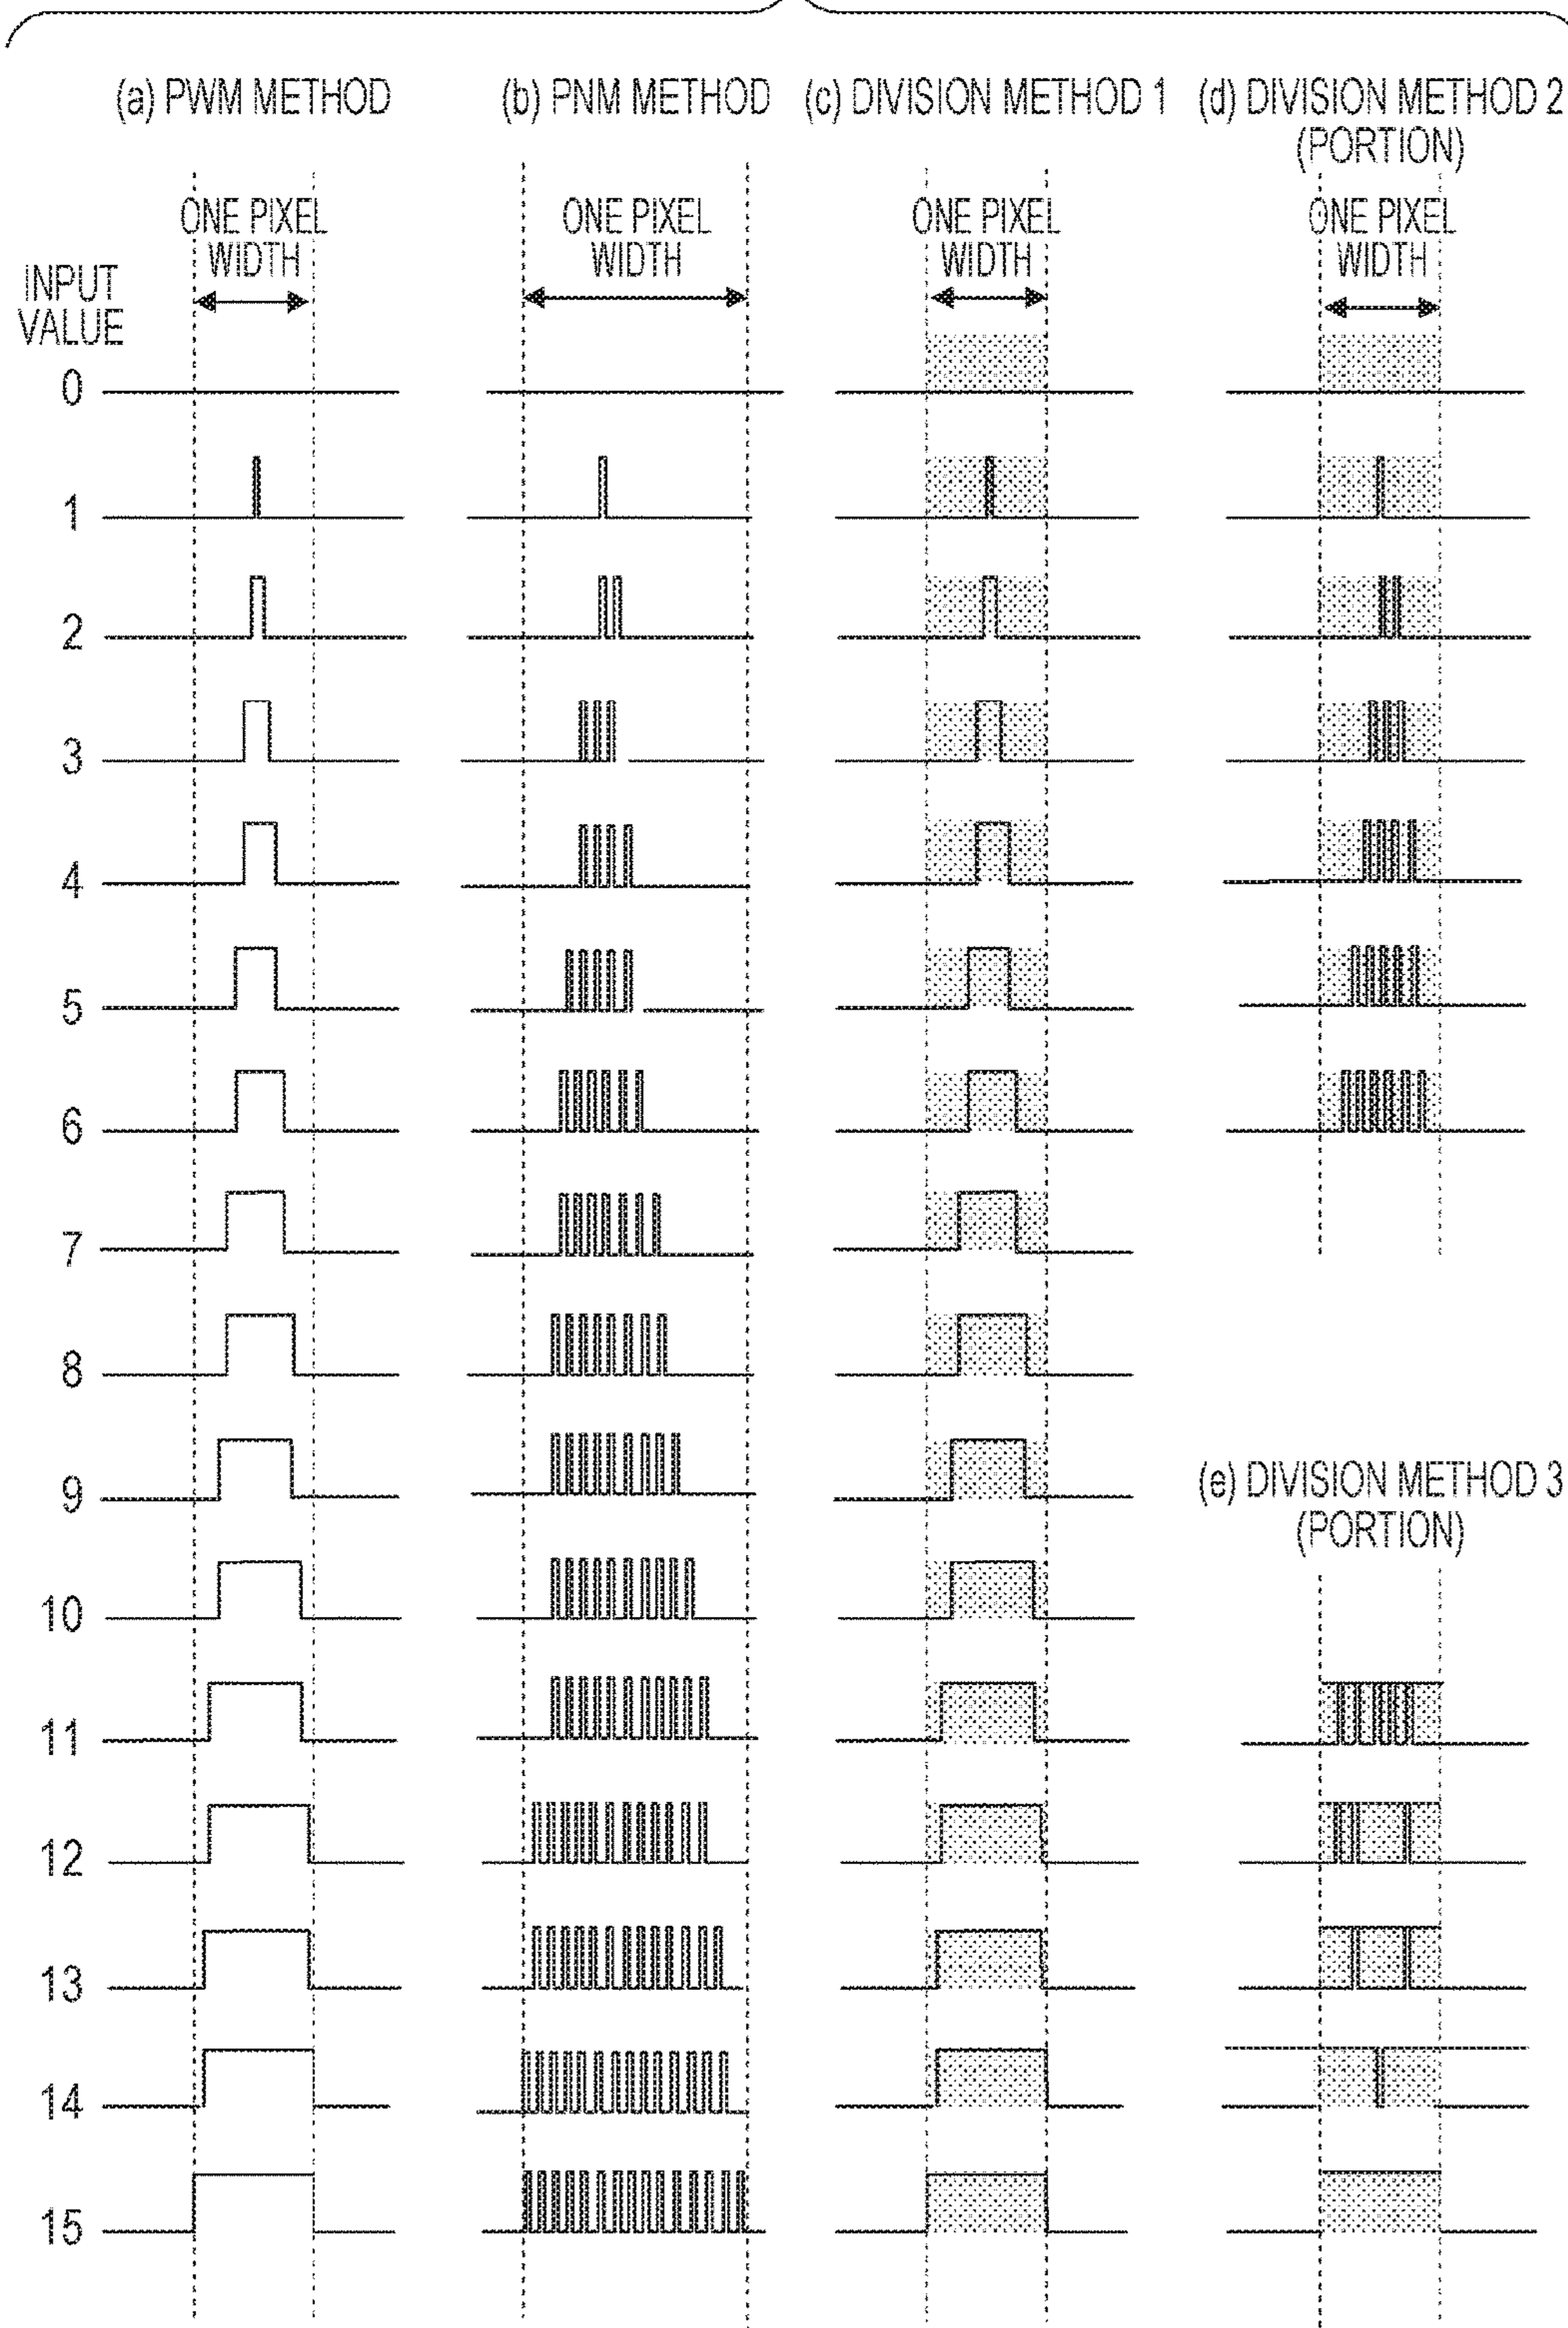 (a) PWM METHOD
(b) PNM METHOD
(c) DIVISION METHOD 1
(d) DIVISION METHOD 2
(PORTION)
ONE PIXEL
WIDTH
ONE PIXEL
WIDTH
ONE PIXEL
WIDTH
ONE PIXEL
WIDTH
INPUT
VALUE
0
1
2
3
4
5
6
7
8
9
(e) DIVISION METHOD 3
(PORTION)
10
11
12
13
14
15